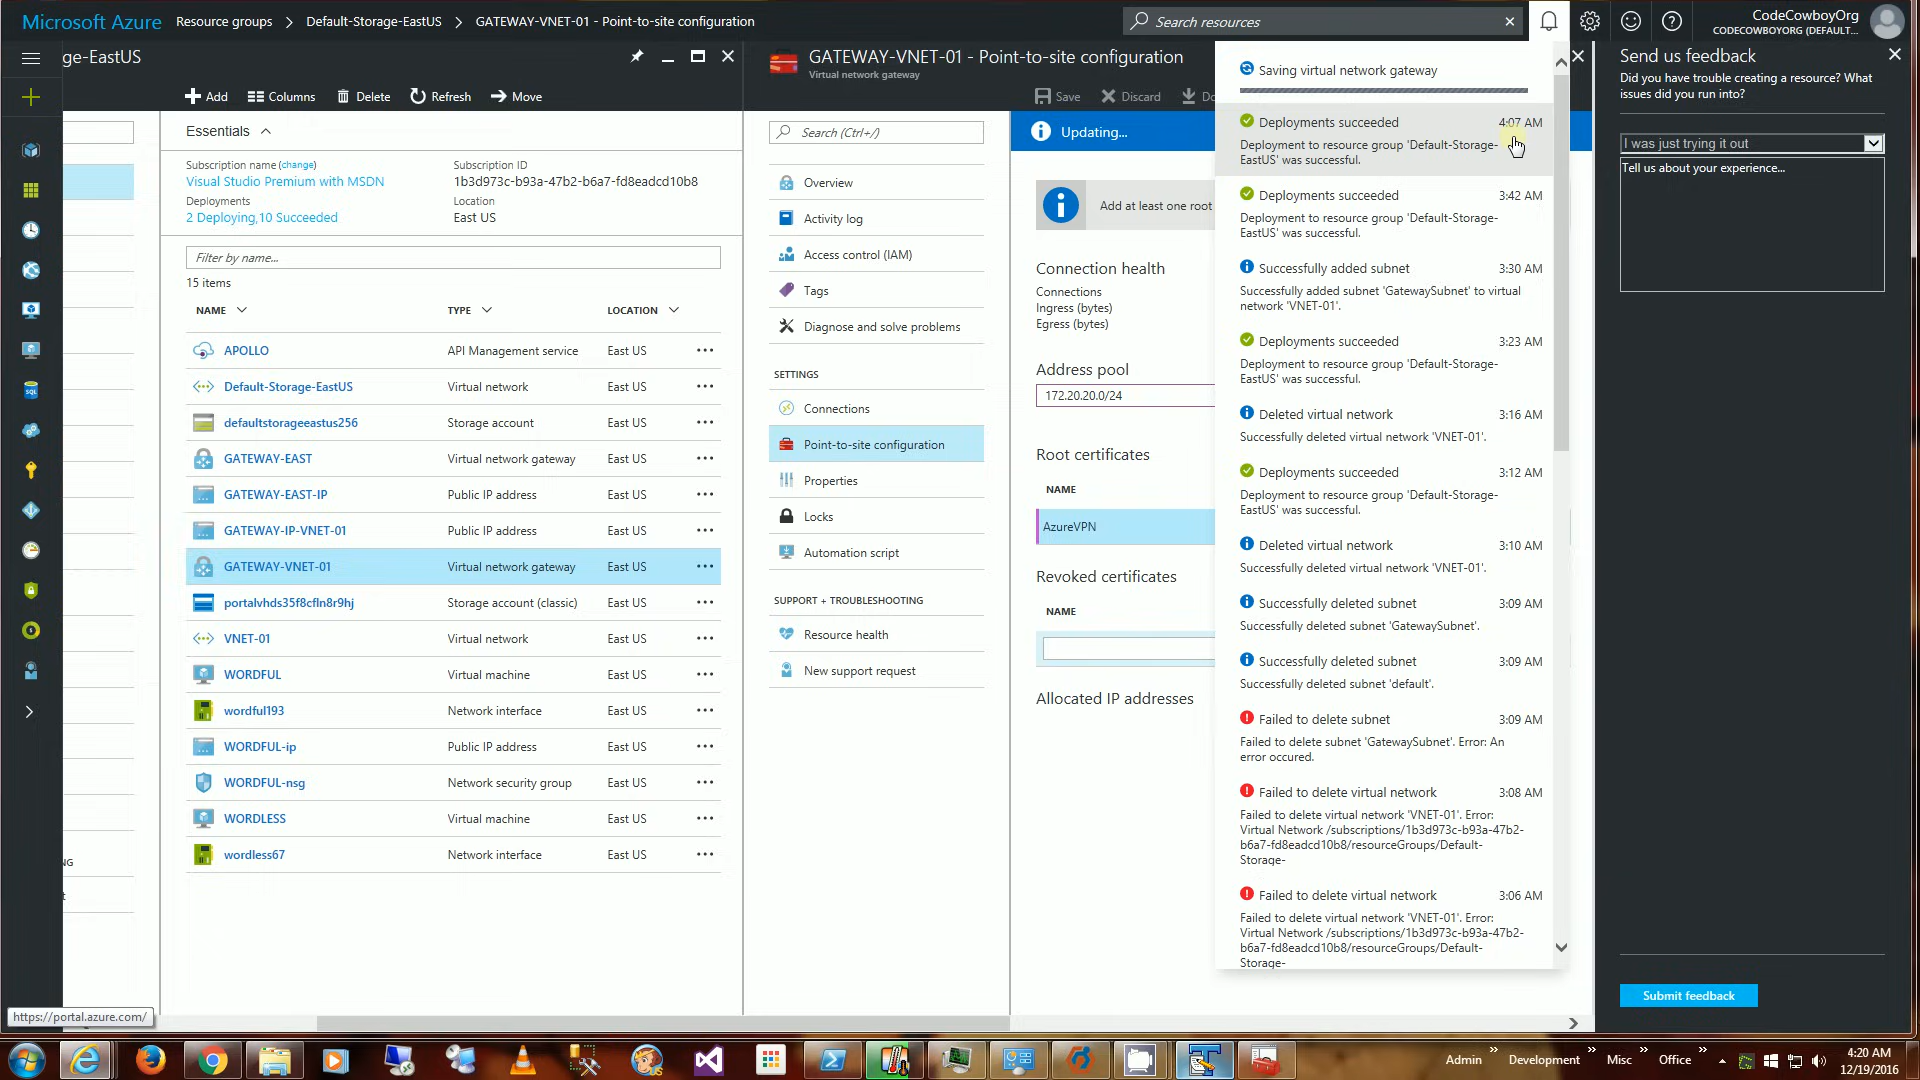 Microsoft Azure
Resource groups
Default-Storage-EastUS
GATEWAY-VNET-01 - Point-to-site configuration
Search resources
CodeCowboyOrg
CODECOWBOYORG (DEFAULT...
ge-EastUS
Add
Columns
Delete
Refresh
Move
Essentials
Subscription name (change)
Visual Studio Premium with MSDN
Deployments
2 Deploying,10 Succeeded
Subscription ID
1b3d973c-b93a-47b2-b6a7-fd8eadcd10b8
Location
East US
Filter by name...
15 items
NAME TYPE LOCATION
APOLLO API Management service East US
Default-Storage-EastUS Virtual network East US
defaultstorageeastus256 Storage account East US
GATEWAY-EAST Virtual network gateway East US
GATEWAY-EAST-IP Public IP address East US
GATEWAY-IP-VNET-01 Public IP address East US
GATEWAY-VNET-01 Virtual network gateway East US
portalvhds35f8cfln8r9hj Storage account (classic) East US
VNET-01 Virtual network East US
WORDFUL Virtual machine East US
wordful193 Network interface East US
WORDFUL-ip Public IP address East US
WORDFUL-nsg Network security group East US
WORDLESS Virtual machine East US
wordless67 Network interface East US
NG
t
https://portal.azure.com/
GATEWAY-VNET-01 - Point-to-site configuration
Virtual network gateway
Save
Discard
Do
Search (Ctrl+/)
Overview
Activity log
Access control (IAM)
Tags
Diagnose and solve problems
SETTINGS
Connections
Point-to-site configuration
Properties
Locks
Automation script
SUPPORT + TROUBLESHOOTING
Resource health
New support request
Updating...
Add at least one root
Connection health
Connections
Ingress (bytes)
Egress (bytes)
Address pool
172.20.20.0/24
Root certificates
NAME
AzureVPN
Revoked certificates
NAME
Allocated IP addresses
Saving virtual network gateway
Deployments succeeded 4:07 AM
Deployment to resource group 'Default-Storage-
EastUS' was successful.
Deployments succeeded 3:42 AM
Deployment to resource group 'Default-Storage-
EastUS' was successful.
Successfully added subnet 3:30 AM
Successfully added subnet 'GatewaySubnet' to virtual
network 'VNET-01'.
Deployments succeeded 3:23 AM
Deployment to resource group 'Default-Storage-
EastUS' was successful.
Deleted virtual network 3:16 AM
Successfully deleted virtual network 'VNET-01'.
Deployments succeeded 3:12 AM
Deployment to resource group 'Default-Storage-
EastUS' was successful.
Deleted virtual network 3:10 AM
Successfully deleted virtual network 'VNET-01'.
Successfully deleted subnet 3:09 AM
Successfully deleted subnet 'GatewaySubnet'.
Successfully deleted subnet 3:09 AM
Successfully deleted subnet 'default'.
Failed to delete subnet 3:09 AM
Failed to delete subnet 'GatewaySubnet'. Error: An
error occured.
Failed to delete virtual network 3:08 AM
Failed to delete virtual network 'VNET-01'. Error:
Virtual Network /subscriptions/1b3d973c-b93a-47b2-
b6a7-fd8eadcd10b8/resourceGroups/Default-
Storage-
Failed to delete virtual network 3:06 AM
Failed to delete virtual network 'VNET-01'. Error:
Virtual Network /subscriptions/1b3d973c-b93a-47b2-
b6a7-fd8eadcd10b8/resourceGroups/Default-
Storage-
Send us feedback
Did you have trouble creating a resource? What
issues did you run into?
I was just trying it out
Tell us about your experience...
Submit feedback
Admin
Development
Misc
Office
4:20 AM
12/19/2016